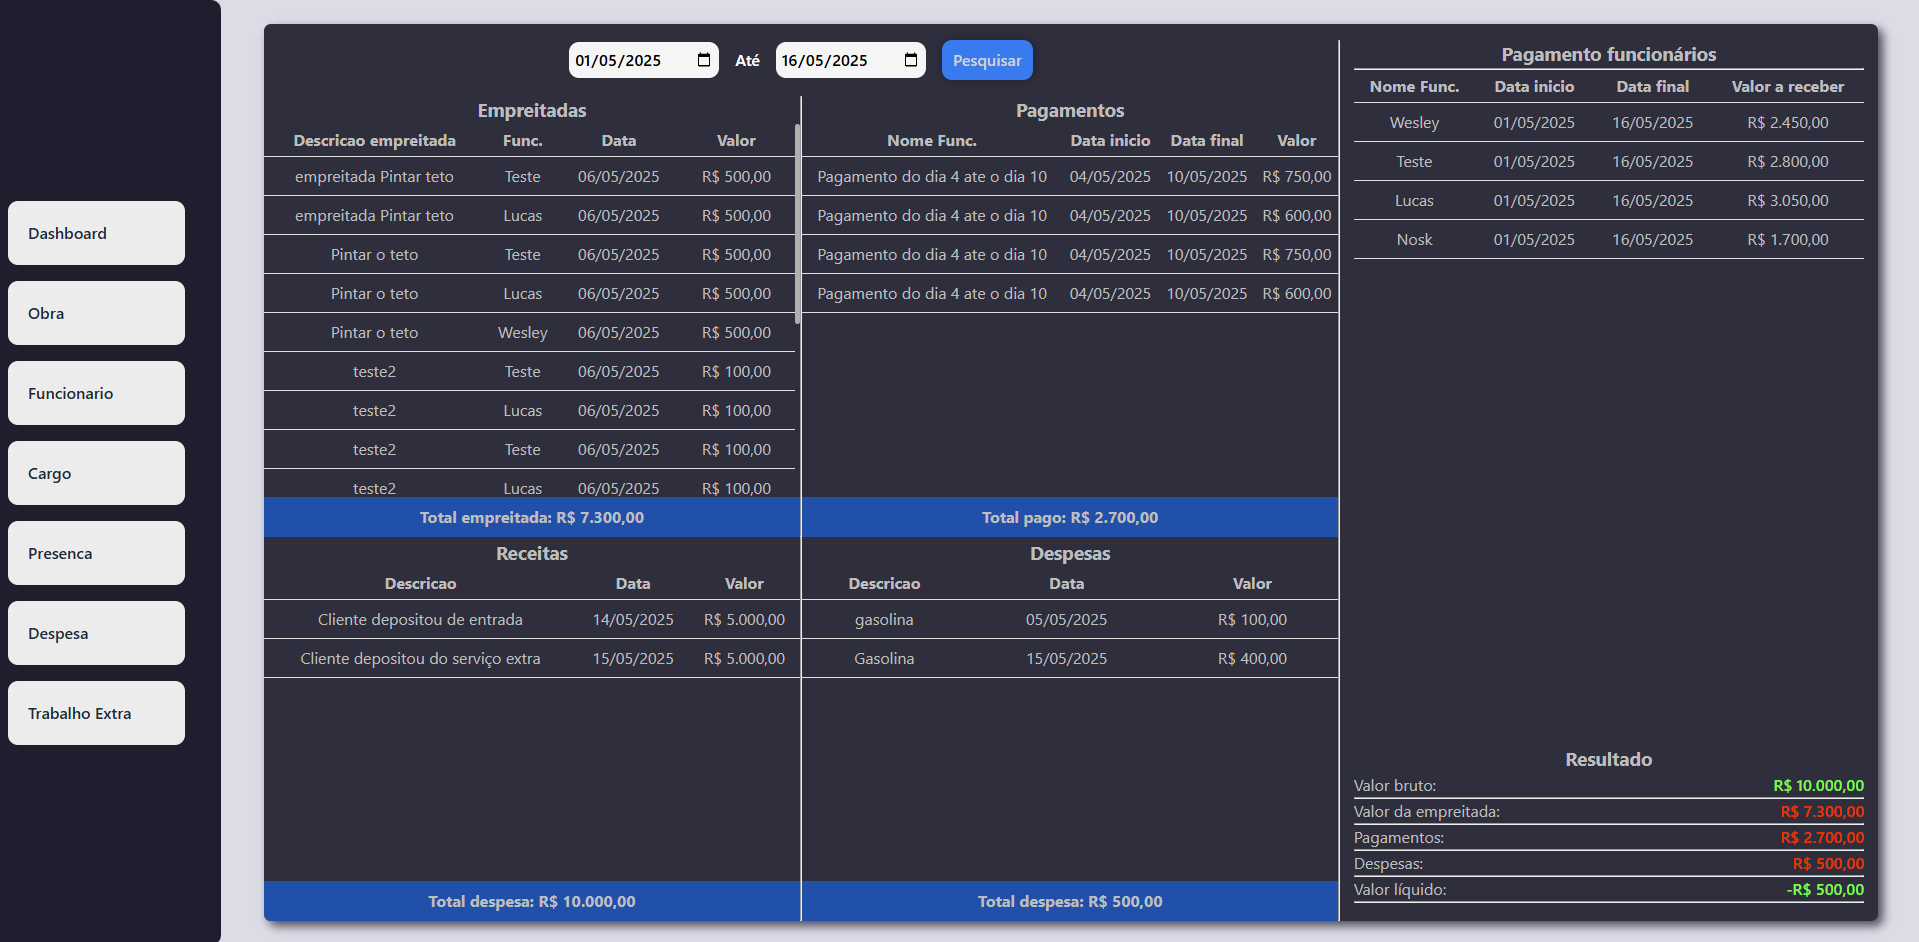 Dashboard
Obra
Funcionario
Cargo
Presenca
Despesa
Trabalho Extra
01/05/2025 Até 16/05/2025 Pesquisar
Empreitadas
Descricao empreitada Func. Data Valor
empreitada Pintar teto Teste 06/05/2025 R$ 500,00
empreitada Pintar teto Lucas 06/05/2025 R$ 500,00
Pintar o teto Teste 06/05/2025 R$ 500,00
Pintar o teto Lucas 06/05/2025 R$ 500,00
Pintar o teto Wesley 06/05/2025 R$ 500,00
teste2 Teste 06/05/2025 R$ 100,00
teste2 Lucas 06/05/2025 R$ 100,00
teste2 Teste 06/05/2025 R$ 100,00
teste2 Lucas 06/05/2025 R$ 100,00
Total empreitada: R$ 7.300,00
Pagamentos
Nome Func. Data inicio Data final Valor
Pagamento do dia 4 ate o dia 10 04/05/2025 10/05/2025 R$ 750,00
Pagamento do dia 4 ate o dia 10 04/05/2025 10/05/2025 R$ 600,00
Pagamento do dia 4 ate o dia 10 04/05/2025 10/05/2025 R$ 750,00
Pagamento do dia 4 ate o dia 10 04/05/2025 10/05/2025 R$ 600,00
Total pago: R$ 2.700,00
Receitas
Descricao Data Valor
Cliente depositou de entrada 14/05/2025 R$ 5.000,00
Cliente depositou do serviço extra 15/05/2025 R$ 5.000,00
Total despesa: R$ 10.000,00
Despesas
Descricao Data Valor
gasolina 05/05/2025 R$ 100,00
Gasolina 15/05/2025 R$ 400,00
Total despesa: R$ 500,00
Pagamento funcionários
Nome Func. Data inicio Data final Valor a receber
Wesley 01/05/2025 16/05/2025 R$ 2.450,00
Teste 01/05/2025 16/05/2025 R$ 2.800,00
Lucas 01/05/2025 16/05/2025 R$ 3.050,00
Nosk 01/05/2025 16/05/2025 R$ 1.700,00
Resultado
Valor bruto: R$ 10.000,00
Valor da empreitada: R$ 7.300,00
Pagamentos: R$ 2.700,00
Despesas: R$ 500,00
Valor líquido: -R$ 500,00